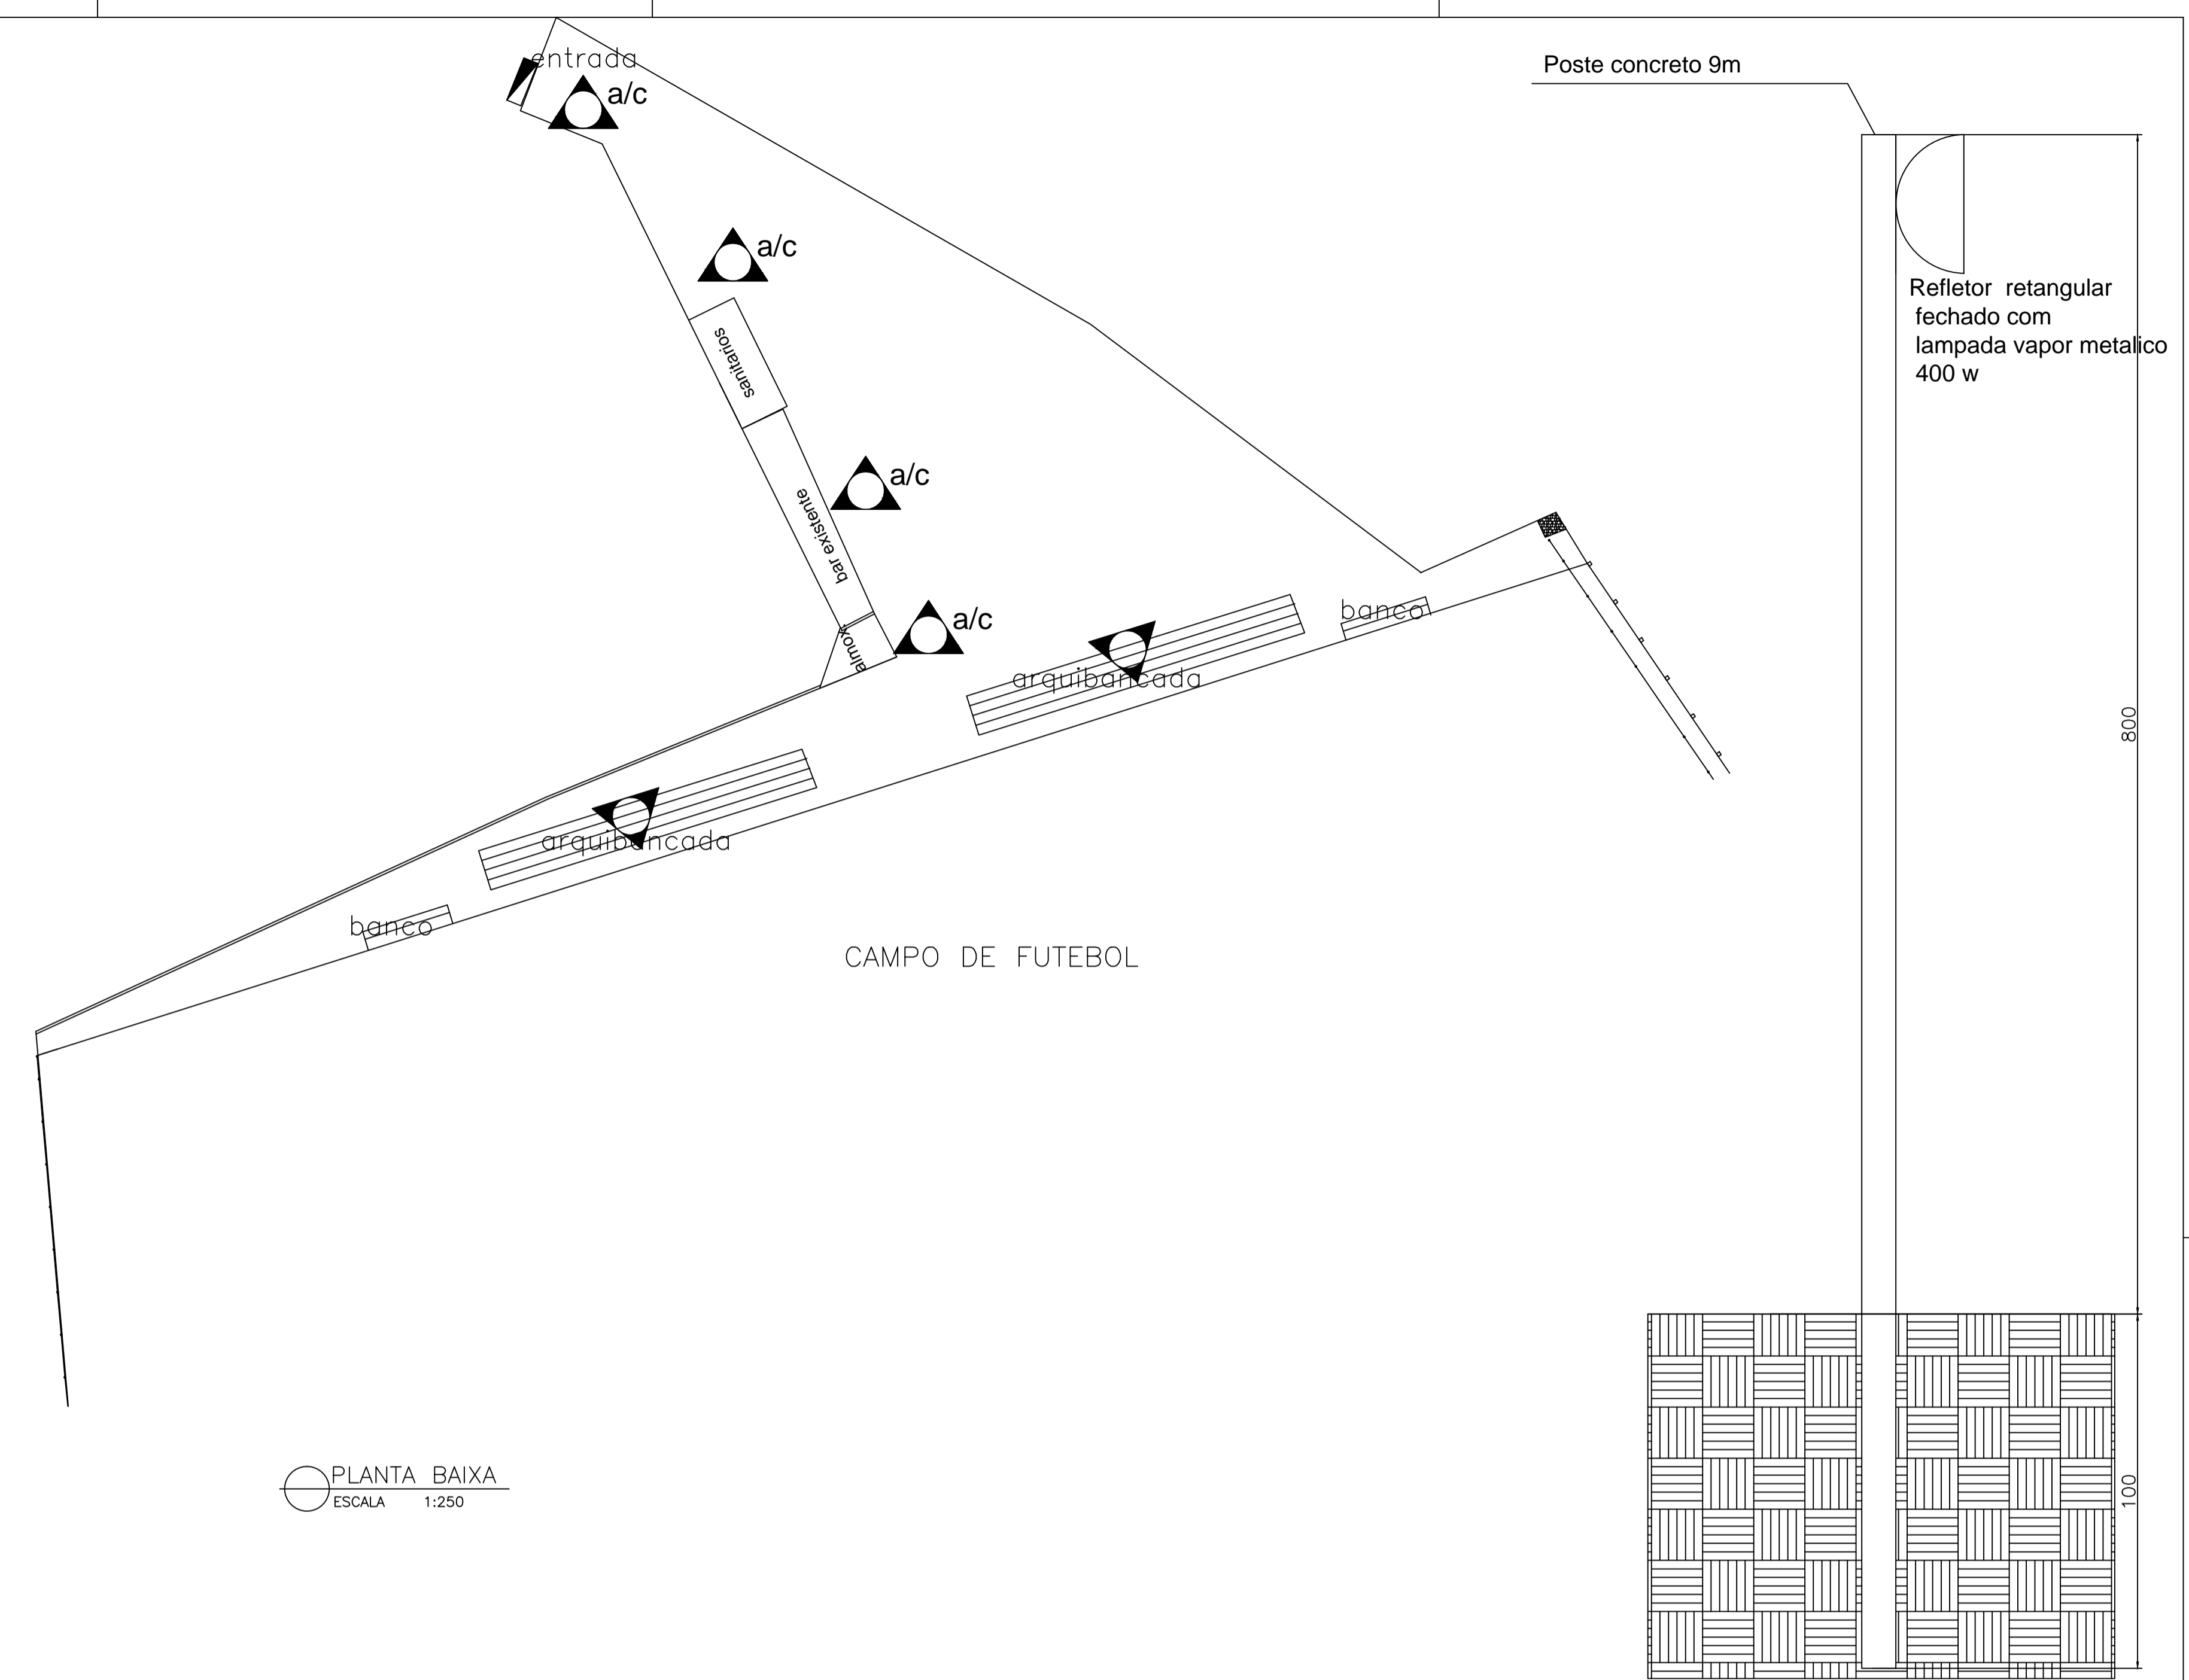 entrada
a/c
Poste concreto 9m
a/c
Refletor retangular
fechado com
lampada vapor metalico
400 w
sanitarios
a/c
bar existente
a/c
banco
almox.
arquibancada
800
arquibancada
banco
CAMPO DE FUTEBOL
PLANTA BAIXA
ESCALA 1:250
100